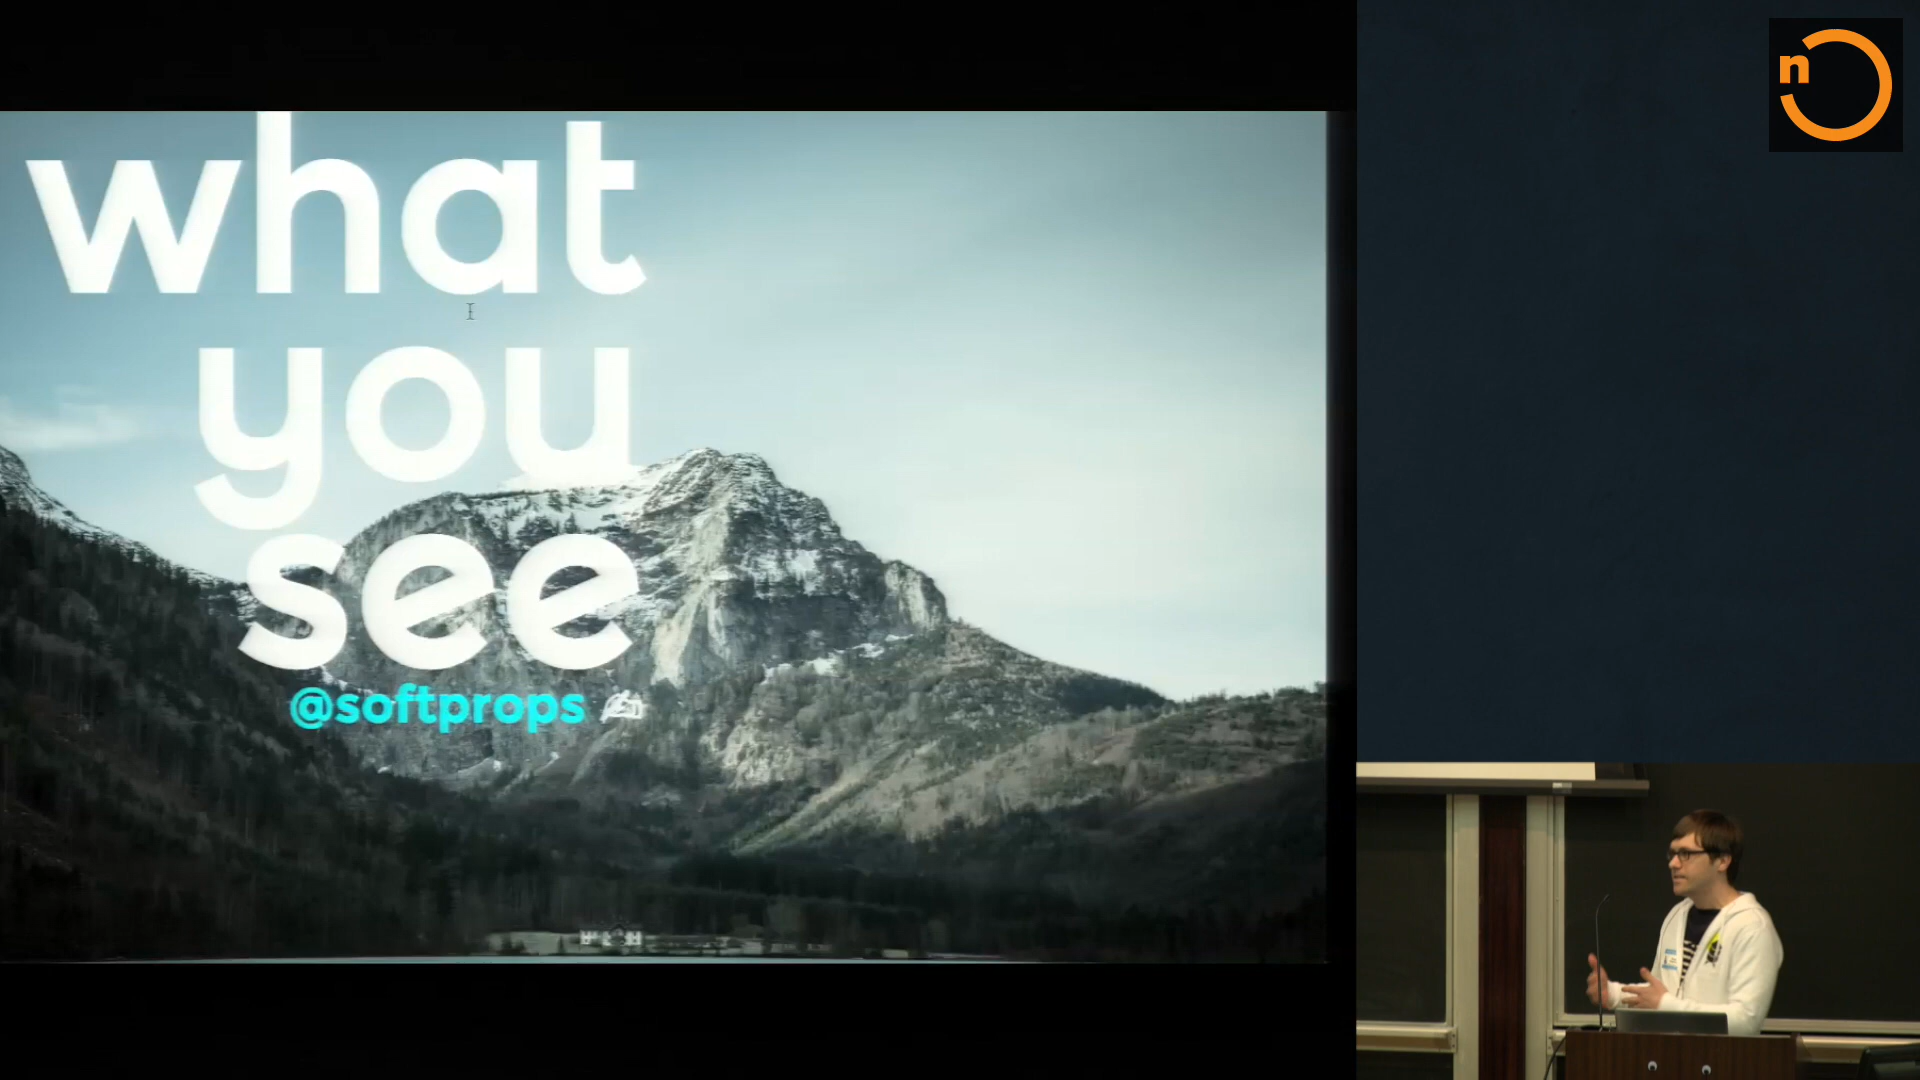 what
you
see
@softprops ✍
n